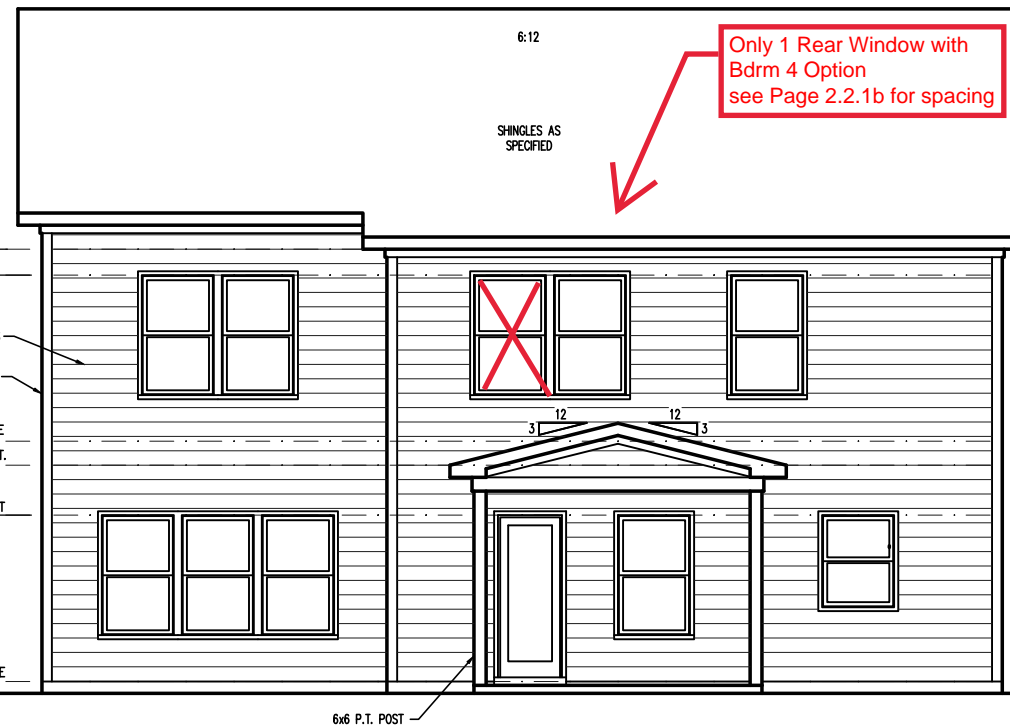 6:12
Only 1 Rear Window with
Bdrm 4 Option
see Page 2.2.1b for spacing
SHINGLES AS
SPECIFIED
12
12
3
3
E
T.
T
E
6x6 P.T. POST